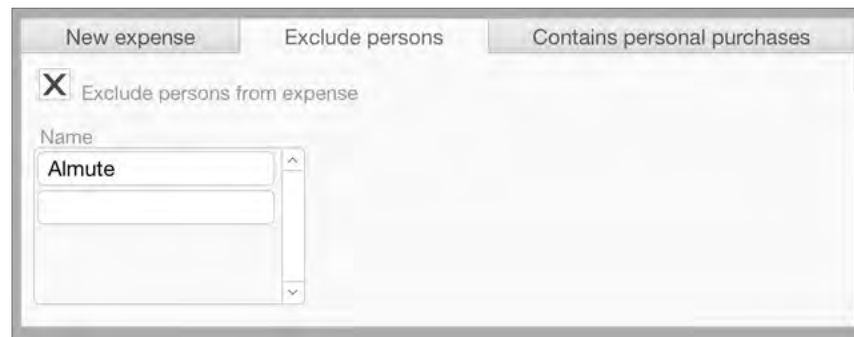 New expense Exclude persons Contains personal purchases
X Exclude persons from expense
Name
Almute